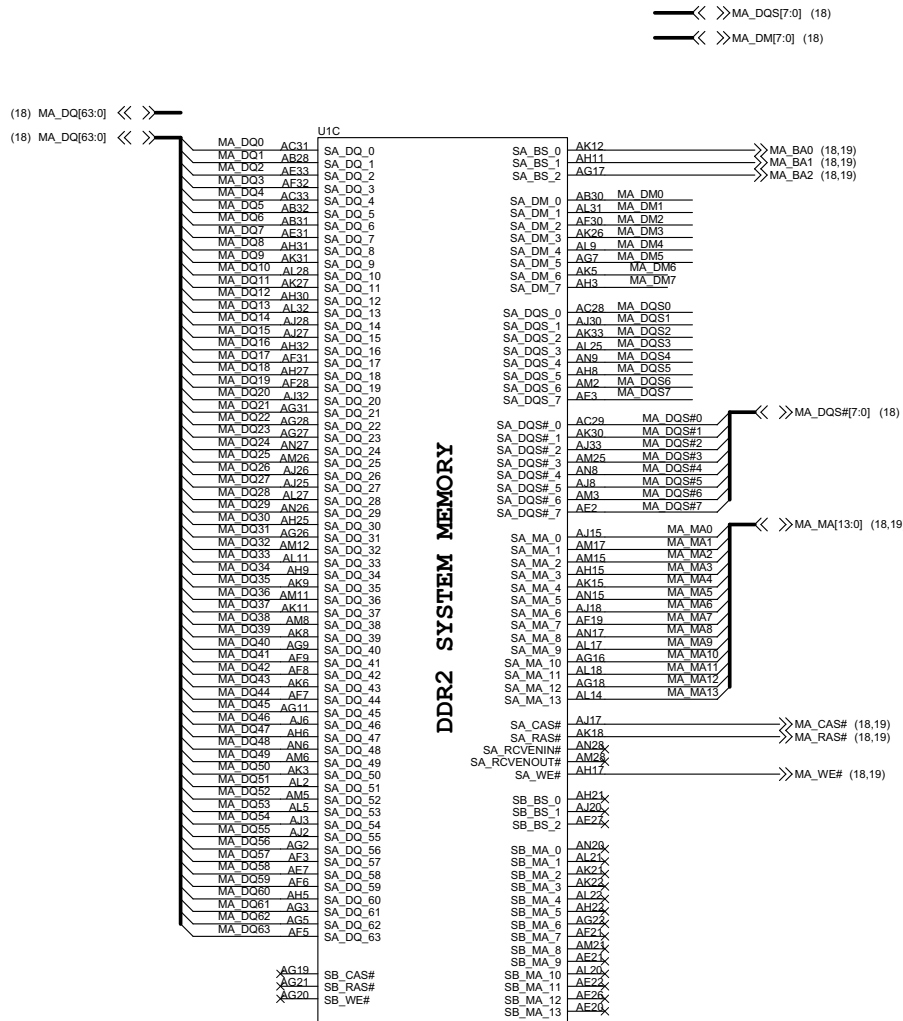 MA_DQS[7:0] (18)
MA_DM[7:0] (18)
(18) MA_DQ[63:0]
(18) MA_DQ[63:0]
U1C
MA_DQ0 AC31 SA_DQ_0
MA_DQ1 AB28 SA_DQ_1
MA_DQ2 AE33 SA_DQ_2
MA_DQ3 AF32 SA_DQ_3
MA_DQ4 AC33 SA_DQ_4
MA_DQ5 AB32 SA_DQ_5
MA_DQ6 AB31 SA_DQ_6
MA_DQ7 AE31 SA_DQ_7
MA_DQ8 AH31 SA_DQ_8
MA_DQ9 AK31 SA_DQ_9
MA_DQ10 AL28 SA_DQ_10
MA_DQ11 AK27 SA_DQ_11
MA_DQ12 AH30 SA_DQ_12
MA_DQ13 AL32 SA_DQ_13
MA_DQ14 AJ28 SA_DQ_14
MA_DQ15 AJ27 SA_DQ_15
MA_DQ16 AH32 SA_DQ_16
MA_DQ17 AF31 SA_DQ_17
MA_DQ18 AH27 SA_DQ_18
MA_DQ19 AF28 SA_DQ_19
MA_DQ20 AJ32 SA_DQ_20
MA_DQ21 AG31 SA_DQ_21
MA_DQ22 AG28 SA_DQ_22
MA_DQ23 AG27 SA_DQ_23
MA_DQ24 AN27 SA_DQ_24
MA_DQ25 AM26 SA_DQ_25
MA_DQ26 AJ26 SA_DQ_26
MA_DQ27 AJ25 SA_DQ_27
MA_DQ28 AL27 SA_DQ_28
MA_DQ29 AN26 SA_DQ_29
MA_DQ30 AH25 SA_DQ_30
MA_DQ31 AG26 SA_DQ_31
MA_DQ32 AM12 SA_DQ_32
MA_DQ33 AL11 SA_DQ_33
MA_DQ34 AH9 SA_DQ_34
MA_DQ35 AK9 SA_DQ_35
MA_DQ36 AM11 SA_DQ_36
MA_DQ37 AK11 SA_DQ_37
MA_DQ38 AM8 SA_DQ_38
MA_DQ39 AK8 SA_DQ_39
MA_DQ40 AG9 SA_DQ_40
MA_DQ41 AF9 SA_DQ_41
MA_DQ42 AF8 SA_DQ_42
MA_DQ43 AK6 SA_DQ_43
MA_DQ44 AF7 SA_DQ_44
MA_DQ45 AG11 SA_DQ_45
MA_DQ46 AJ6 SA_DQ_46
MA_DQ47 AH6 SA_DQ_47
MA_DQ48 AN6 SA_DQ_48
MA_DQ49 AM6 SA_DQ_49
MA_DQ50 AK3 SA_DQ_50
MA_DQ51 AL2 SA_DQ_51
MA_DQ52 AM5 SA_DQ_52
MA_DQ53 AL5 SA_DQ_53
MA_DQ54 AJ3 SA_DQ_54
MA_DQ55 AJ2 SA_DQ_55
MA_DQ56 AG2 SA_DQ_56
MA_DQ57 AF3 SA_DQ_57
MA_DQ58 AE7 SA_DQ_58
MA_DQ59 AF6 SA_DQ_59
MA_DQ60 AH5 SA_DQ_60
MA_DQ61 AG3 SA_DQ_61
MA_DQ62 AG5 SA_DQ_62
MA_DQ63 AF5 SA_DQ_63
AG19 SB_CAS#
AG21 SB_RAS#
AG20 SB_WE#
DDR2 SYSTEM MEMORY
SA_BS_0 AK12 MA_BA0 (18,19)
SA_BS_1 AH11 MA_BA1 (18,19)
SA_BS_2 AG17 MA_BA2 (18,19)
SA_DM_0 AB30 MA_DM0
SA_DM_1 AL31 MA_DM1
SA_DM_2 AF30 MA_DM2
SA_DM_3 AK26 MA_DM3
SA_DM_4 AL9 MA_DM4
SA_DM_5 AG7 MA_DM5
SA_DM_6 AK5 MA_DM6
SA_DM_7 AH3 MA_DM7
SA_DQS_0 AC28 MA_DQS0
SA_DQS_1 AJ30 MA_DQS1
SA_DQS_2 AK33 MA_DQS2
SA_DQS_3 AL25 MA_DQS3
SA_DQS_4 AN9 MA_DQS4
SA_DQS_5 AH8 MA_DQS5
SA_DQS_6 AM2 MA_DQS6
SA_DQS_7 AE3 MA_DQS7
MA_DQS#[7:0] (18)
SA_DQS#_0 AC29 MA_DQS#0
SA_DQS#_1 AK30 MA_DQS#1
SA_DQS#_2 AJ33 MA_DQS#2
SA_DQS#_3 AM25 MA_DQS#3
SA_DQS#_4 AN8 MA_DQS#4
SA_DQS#_5 AJ8 MA_DQS#5
SA_DQS#_6 AM3 MA_DQS#6
SA_DQS#_7 AE2 MA_DQS#7
MA_MA[13:0] (18,19
SA_MA_0 AJ15 MA_MA0
SA_MA_1 AM17 MA_MA1
SA_MA_2 AM15 MA_MA2
SA_MA_3 AH15 MA_MA3
SA_MA_4 AK15 MA_MA4
SA_MA_5 AN15 MA_MA5
SA_MA_6 AJ18 MA_MA6
SA_MA_7 AF19 MA_MA7
SA_MA_8 AN17 MA_MA8
SA_MA_9 AL17 MA_MA9
SA_MA_10 AG16 MA_MA10
SA_MA_11 AL18 MA_MA11
SA_MA_12 AG18 MA_MA12
SA_MA_13 AL14 MA_MA13
SA_CAS# AJ17 MA_CAS# (18,19)
SA_RAS# AK18 MA_RAS# (18,19)
SA_RCVENIN# AN28
SA_RCVENOUT# AM28
SA_WE# AH17 MA_WE# (18,19)
SB_BS_0 AH21
SB_BS_1 AJ20
SB_BS_2 AE27
SB_MA_0 AN20
SB_MA_1 AL21
SB_MA_2 AK21
SB_MA_3 AK22
SB_MA_4 AL22
SB_MA_5 AH22
SB_MA_6 AG22
SB_MA_7 AF21
SB_MA_8 AM21
SB_MA_9 AE21
SB_MA_10 AL20
SB_MA_11 AE22
SB_MA_12 AE26
SB_MA_13 AE20